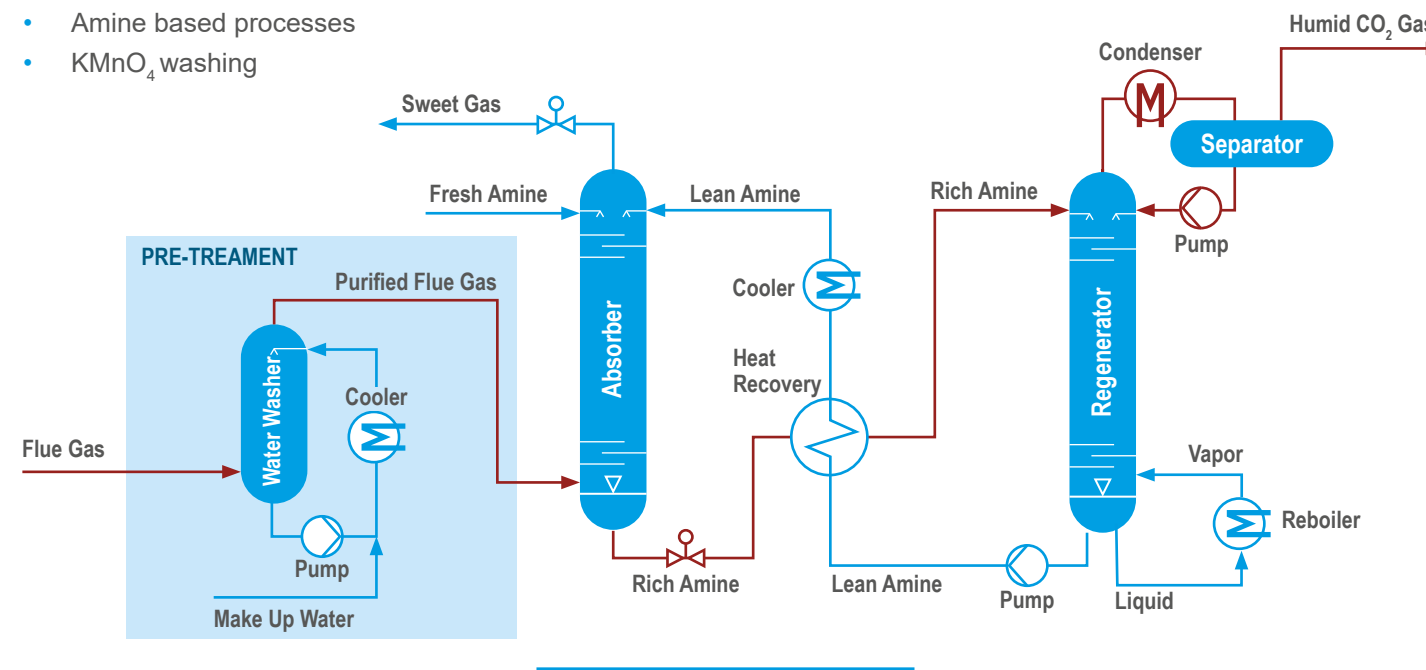 • Amine based processes
• KMnO₄ washing
Humid CO₂ Gas
Condenser
Sweet Gas
Separator
Fresh Amine
Lean Amine
Rich Amine
Pump
PRE-TREAMENT
Purified Flue Gas
Cooler
Absorber
Regenerator
Heat
Recovery
Water Washer
Cooler
Flue Gas
Vapor
Reboiler
Pump
Rich Amine
Lean Amine
Pump
Liquid
Make Up Water